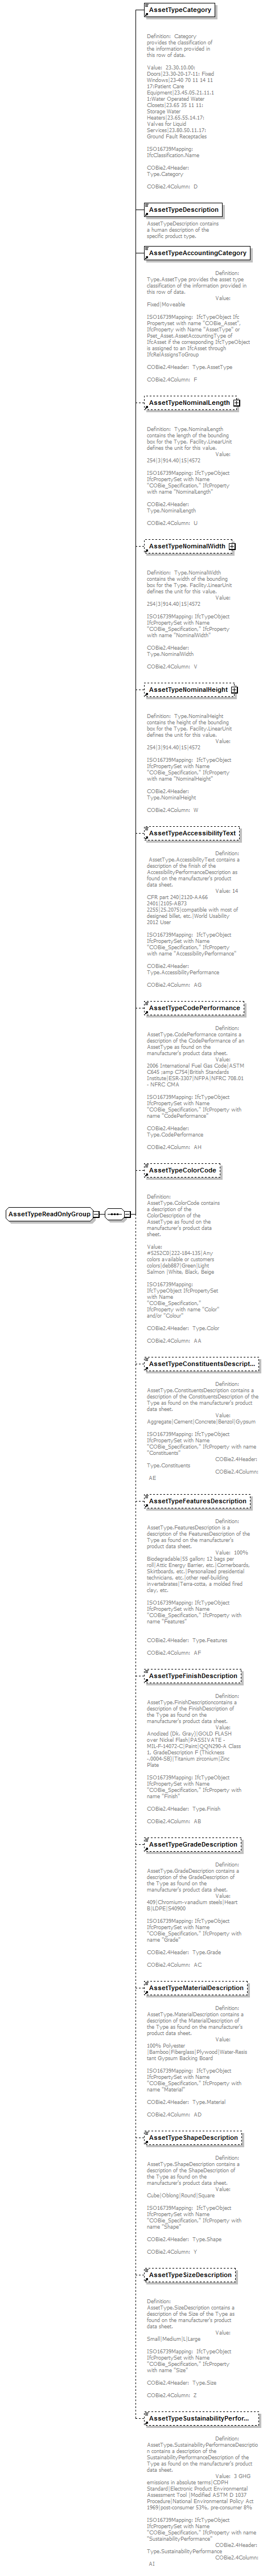 AssetTypeCategory
Definition: Category
provides the classification of
the information provided in
this row of data.
Value: 23.30.10.00:
Doors|23.30-20-17-11: Fixed
Windows|23-40 70 11 14 11
17:Patient Care
Equipment|23.45.05.21.11.1
1:Water Operated Water
Closets|23.65 35 11 11:
Storage Water
Heaters|23.65.55.14.17:
Valves for Liquid
Services|23.80.50.11.17:
Ground Fault Receptacles
ISO16739Mapping:
IfcClassification.Name
COBie2.4Header:
Type.Category
COBie2.4Column: D
AssetTypeDescription
AssetTypeDescription contains
a human description of the
specific product type.
AssetTypeAccountingCategory
Definition:
Type.AssetType provides the asset type
classification of the information provided in
this row of data.
Value:
Fixed|Moveable
ISO16739Mapping: IfcTypeObject Ifc
Propertyset with name "COBie_Asset",
IfcProperty with Name "AssetType" or
Pset_Asset.AssetAccountingType of
IfcAsset if the corresponding IfcTypeObject
is assigned to an IfcAsset through
IfcRelAssignsToGroup
COBie2.4Header: Type.AssetType
COBie2.4Column: F
AssetTypeNominalLength
Definition: Type.NominalLength
contains the length of the bounding
box for the Type. Facility.LinearUnit
defines the unit for this value.
Value:
254|3|914.40|15|4572
ISO16739Mapping: IfcTypeObject
IfcPropertySet with Name
"COBie_Specification," IfcProperty
with name "NominalLength"
COBie2.4Header:
Type.NominalLength
COBie2.4Column: U
AssetTypeNominalWidth
Definition: Type.NominalWidth
contains the width of the bounding
box for the Type. Facility.LinearUnit
defines the unit for this value.
Value:
254|3|914.40|15|4572
ISO16739Mapping: IfcTypeObject
IfcPropertySet with Name
"COBie_Specification," IfcProperty
with name "NominalWidth"
COBie2.4Header:
Type.NominalWidth
COBie2.4Column: V
AssetTypeNominalHeight
Definition: Type.NominalHeight
contains the height of the bounding
box for the Type. Facility.LinearUnit
defines the unit for this value.
Value:
254|3|914.40|15|4572
ISO16739Mapping: IfcTypeObject
IfcPropertySet with Name
"COBie_Specification," IfcProperty
with name "NominalHeight"
COBie2.4Header:
Type.NominalHeight
COBie2.4Column: W
AssetTypeAccessibilityText
Definition:
AssetType.AccessibilityText contains a
description of the finish of the
AccessibilityPerformanceDescription as
found on the manufacturer's product
data sheet.
Value: 14
CFR part 240|2120-AA66
2401|2105-AB73
2255|25.2075|compatible with most of
designed billet, etc.|World Usability
2012 User
ISO16739Mapping: IfcTypeObject
IfcPropertySet with Name
"COBie_Specification," IfcProperty
with name "AccessibilityPerformance"
COBie2.4Header:
Type.AccessibilityPerformance
COBie2.4Column: AG
AssetTypeCodePerformance
Definition:
AssetType.CodePerformance contains a
description of the CodePerformance of an
AssetType as found on the
manufacturer's product data sheet.
Value:
2006 International Fuel Gas Code|ASTM
C645 ;amp C754|British Standards
Institute|ESR-3307|NFPA|NFRC 708.01
- NFRC CMA
ISO16739Mapping: IfcTypeObject
IfcPropertySet with Name
"COBie_Specification," IfcProperty with
name "CodePerformance"
COBie2.4Header:
Type.CodePerformance
COBie2.4Column: AH
AssetTypeColorCode
AssetTypeReadOnlyGroup
Definition:
AssetType.ColorCode contains
a description of the
ColorDescription of the
AssetType as found on the
manufacturer's product data
sheet.
Value:
#5252C0|222-184-135|Any
colors available or customers
colors|deb887|Green|Light
Salmon |White, Black, Beige
ISO16739Mapping:
IfcTypeObject IfcPropertySet
with Name
"COBie_Specification,"
IfcProperty with name "Color"
and/or "Colour"
COBie2.4Header: Type.Color
COBie2.4Column: AA
AssetTypeConstituentsDescript...
Definition:
AssetType.ConstituentsDescription contains a
description of the ConstituentsDescription of the
Type as found on the manufacturer's product
data sheet.
Value:
Aggregate|Cement|Concrete|Benzol|Gypsum
ISO16739Mapping: IfcTypeObject
IfcPropertySet with Name
"COBie_Specification," IfcProperty with name
"Constituents"
COBie2.4Header:
Type.Constituents
COBie2.4Column:
AE
AssetTypeFeaturesDescription
Definition:
AssetType.FeaturesDescription is a
description of the FeaturesDescription of the
Type as found on the manufacturer's
product data sheet.
Value: 100%
Biodegradable|55 gallon; 12 bags per
roll|Attic Energy Barrier, etc.|Cornerboards,
Skirtboards, etc.|Personalized presidential
technicians, etc.|other reef-building
invertebrates|Terra-cotta, a molded fired
clay, etc.
ISO16739Mapping: IfcTypeObject
IfcPropertySet with Name
"COBie_Specification," IfcProperty with name
"Features"
COBie2.4Header: Type.Features
COBie2.4Column: AF
AssetTypeFinishDescription
Definition:
AssetType.FinishDescriptioncontains a
description of the FinishDescription of
the Type as found on the
manufacturer's product data sheet.
Value:
Anodized (Dk. Gray)|GOLD FLASH
over Nickel Flash|PASSIVATE -
MIL-F-14072-C|Paint|QQN290-A Class
1, GradeDescription F (Thickness
-.0004-SB)|Titanium zirconium|Zinc
Plate
ISO16739Mapping: IfcTypeObject
IfcPropertySet with Name
"COBie_Specification," IfcProperty with
name "Finish"
COBie2.4Header: Type.Finish
COBie2.4Column: AB
AssetTypeGradeDescription
Definition:
AssetType.GradeDescription contains a
description of the GradeDescription of
the Type as found on the
manufacturer's product data sheet.
Value:
409|Chromium-vanadium steels|Heart
B|LDPE|S40900
ISO16739Mapping: IfcTypeObject
IfcPropertySet with Name
"COBie_Specification," IfcProperty with
name "Grade"
COBie2.4Header: Type.Grade
COBie2.4Column: AC
AssetTypeMaterialDescription
Definition:
AssetType.MaterialDescription contains a
description of the MaterialDescription of
the Type as found on the manufacturer's
product data sheet.
Value:
100% Polyester
|Bamboo|Fiberglass|Plywood|Water-Resis
tant Gypsum Backing Board
ISO16739Mapping: IfcTypeObject
IfcPropertySet with Name
"COBie_Specification," IfcProperty with
name "Material"
COBie2.4Header: Type.Material
COBie2.4Column: AD
AssetTypeShapeDescription
Definition:
AssetType.ShapeDescription contains a
description of the ShapeDescription of
the Type as found on the
manufacturer's product data sheet.
Value:
Cube|Oblong|Round|Square
ISO16739Mapping: IfcTypeObject
IfcPropertySet with Name
"COBie_Specification," IfcProperty with
name "Shape"
COBie2.4Header: Type.Shape
COBie2.4Column: Y
AssetTypeSizeDescription
Definition:
AssetType.SizeDescription contains a
description of the Size of the Type as
found on the manufacturer's product
data sheet.
Value:
Small|Medium|L|Large
ISO16739Mapping: IfcTypeObject
IfcPropertySet with Name
"COBie_Specification," IfcProperty
with name "Size"
COBie2.4Header: Type.Size
COBie2.4Column: Z
AssetTypeSustainabilityPerfor...
Definition:
AssetType.SustainabilityPerformanceDescriptio
n contains a description of the
SustainabilityPerformanceDescription of the
Type as found on the manufacturer's product
data sheet.
Value: 3 GHG
emissions in absolute terms|CDPH
Standard|Electronic Product Environmental
Assessment Tool |Modified ASTM D 1037
Procedure|National Environmental Policy Act
1969|post-consumer 53%, pre-consumer 8%
ISO16739Mapping: IfcTypeObject
IfcPropertySet with Name
"COBie_Specification," IfcProperty with name
"SustainabilityPerformance"
COBie2.4Header:
Type.SustainabilityPerformance
COBie2.4Column:
AI